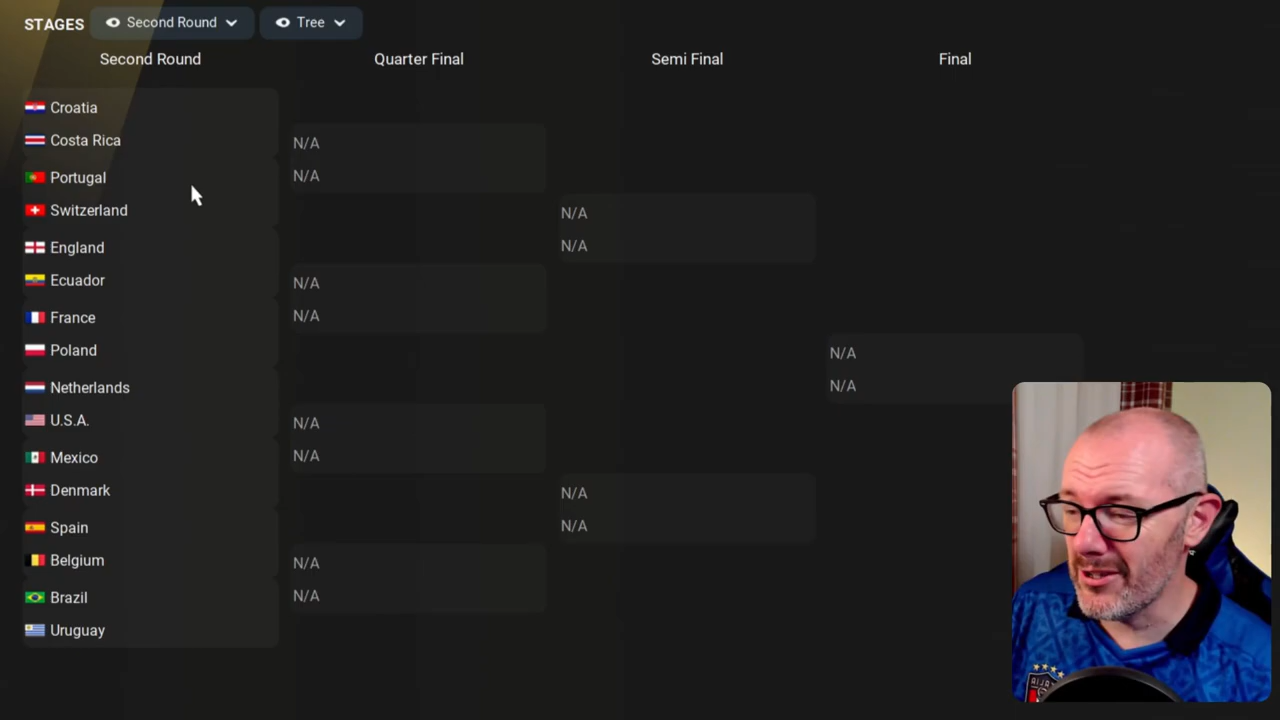 STAGES Second Round Tree
Second Round Quarter Final Semi Final Final
Croatia
Costa Rica
N/A
Portugal
N/A
Switzerland
N/A
England
N/A
Ecuador
N/A
France
N/A
Poland
N/A
Netherlands
N/A
U.S.A.
N/A
Mexico
N/A
Denmark
N/A
Spain
N/A
Belgium
N/A
Brazil
N/A
Uruguay